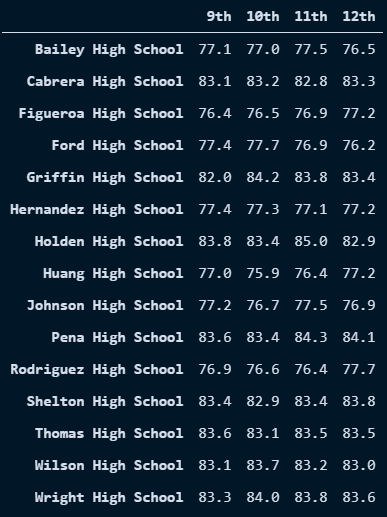 9th 10th 11th 12th
Bailey High School 77.1 77.0 77.5 76.5
Cabrera High School 83.1 83.2 82.8 83.3
Figueroa High School 76.4 76.5 76.9 77.2
Ford High School 77.4 77.7 76.9 76.2
Griffin High School 82.0 84.2 83.8 83.4
Hernandez High School 77.4 77.3 77.1 77.2
Holden High School 83.8 83.4 85.0 82.9
Huang High School 77.0 75.9 76.4 77.2
Johnson High School 77.2 76.7 77.5 76.9
Pena High School 83.6 83.4 84.3 84.1
Rodriguez High School 76.9 76.6 76.4 77.7
Shelton High School 83.4 82.9 83.4 83.8
Thomas High School 83.6 83.1 83.5 83.5
Wilson High School 83.1 83.7 83.2 83.0
Wright High School 83.3 84.0 83.8 83.6